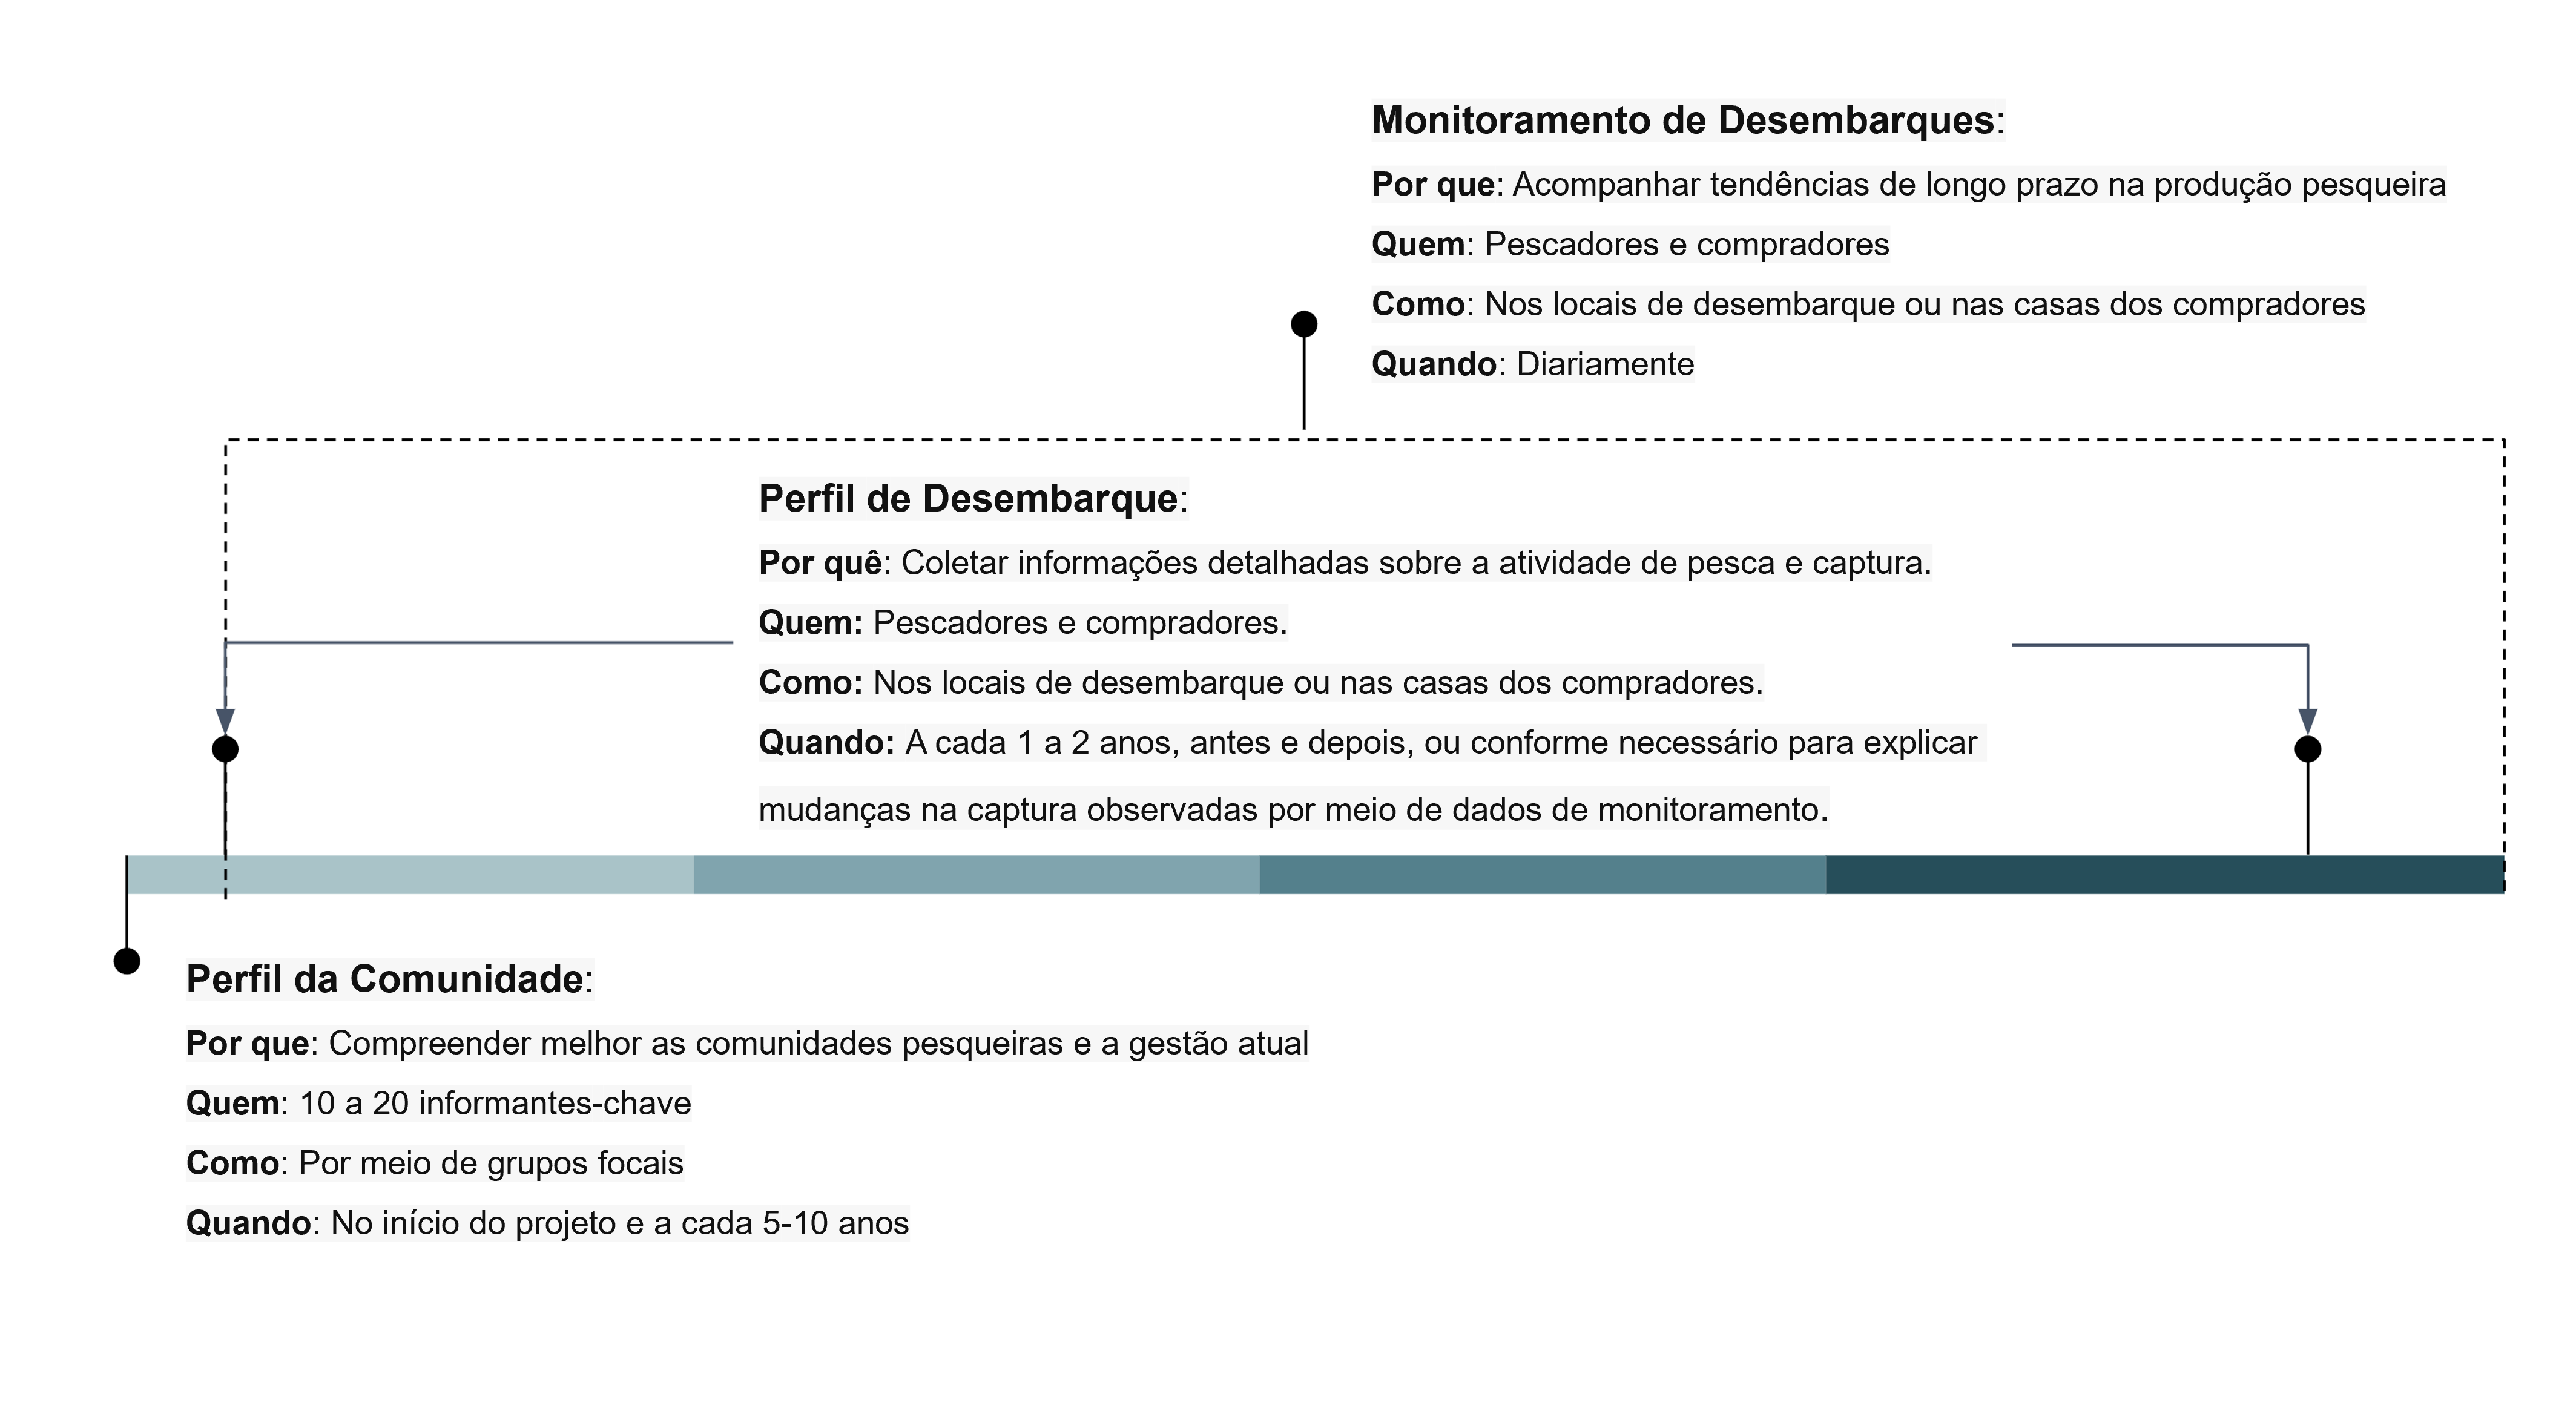 Monitoramento de Desembarques:
Por que: Acompanhar tendências de longo prazo na produção pesqueira
Quem: Pescadores e compradores
Como: Nos locais de desembarque ou nas casas dos compradores
Quando: Diariamente
Perfil de Desembarque:
Por quê: Coletar informações detalhadas sobre a atividade de pesca e captura.
Quem: Pescadores e compradores.
Como: Nos locais de desembarque ou nas casas dos compradores.
Quando: A cada 1 a 2 anos, antes e depois, ou conforme necessário para explicar
mudanças na captura observadas por meio de dados de monitoramento.
Perfil da Comunidade:
Por que: Compreender melhor as comunidades pesqueiras e a gestão atual
Quem: 10 a 20 informantes-chave
Como: Por meio de grupos focais
Quando: No início do projeto e a cada 5-10 anos